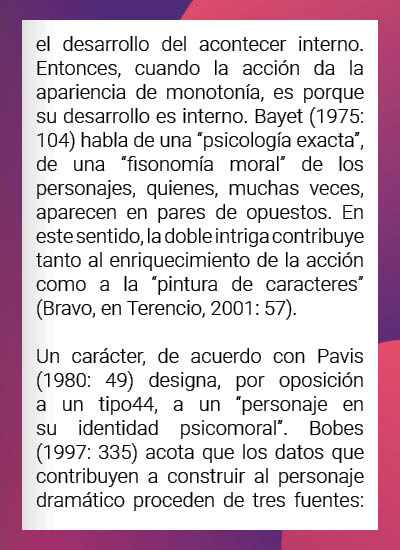 el desarrollo del acontecer interno.
Entonces, cuando la acción da la
apariencia de monotonía, es porque
su desarrollo es interno. Bayet (1975:
104) habla de una “psicología exacta”,
de una “fisonomía moral” de los
personajes, quienes, muchas veces,
aparecen en pares de opuestos. En
este sentido, la doble intriga contribuye
tanto al enriquecimiento de la acción
como a la “pintura de caracteres”
(Bravo, en Terencio, 2001: 57).
Un carácter, de acuerdo con Pavis
(1980: 49) designa, por oposición
a un tipo44, a un “personaje en
su identidad psicomoral”. Bobes
(1997: 335) acota que los datos que
contribuyen a construir al personaje
dramático proceden de tres fuentes: